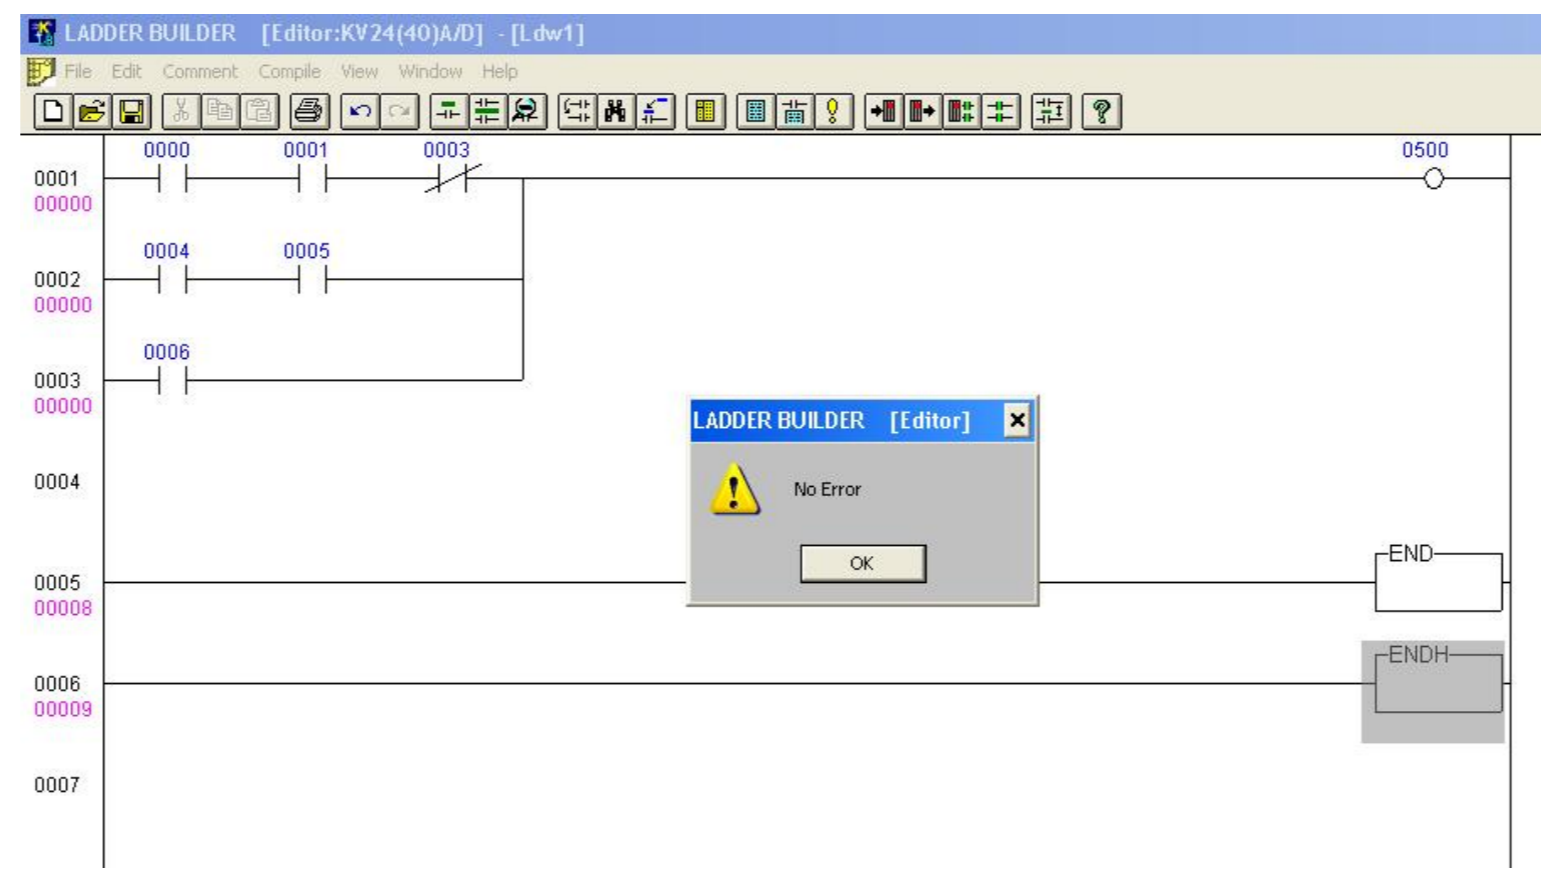 LADDER BUILDER [Editor:KV24(40)A/D] - [Ldw1]
File Edit Comment Compile View Window Help
0000 0001 0003 0500
0001
00000
0004 0005
0002
00000
0006
0003
00000
LADDER BUILDER [Editor]
No Error
OK
0004
END
0005
00008
ENDH
0006
00009
0007